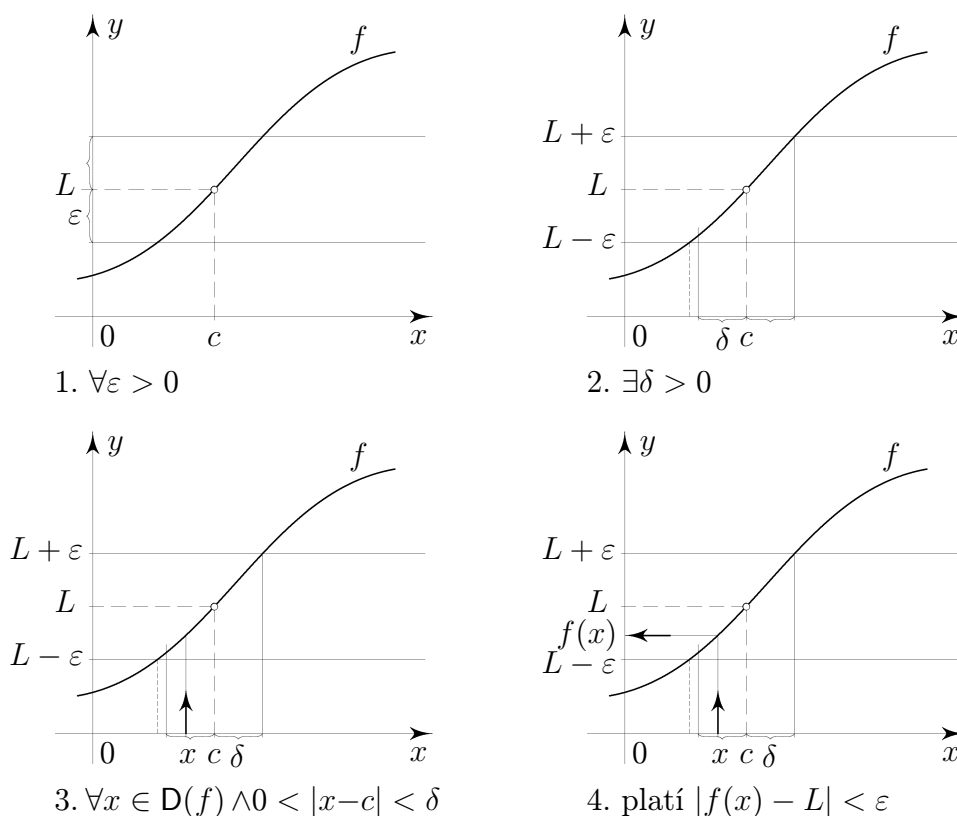 y
f
L
ε
0
c
x
1. ∀ε > 0
y
f
L + ε
L
L − ε
0
δ c
x
2. ∃δ > 0
y
f
L + ε
L
L − ε
0
x c δ
x
3. ∀x ∈ D(f) ∧0 < |x−c| < δ
y
f
L + ε
L
f(x)
L − ε
0
x c δ
x
4. platí |f(x) − L| < ε